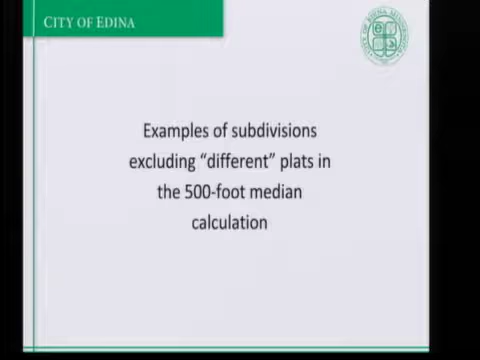 CITY OF EDINA
Examples of subdivisions
excluding “different” plats in
the 500-foot median
calculation